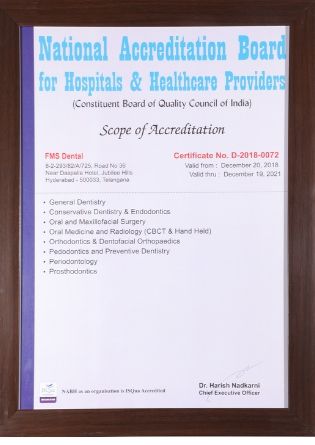 National Accreditation Board
for Hospitals & Healthcare Providers
(Constituent Board of Quality Council of India)
Scope of Accreditation
FMS Dental
Certificate No. D-2018-0072
8-2-293/82/A/725, Road No 36
Valid from : December 20, 2018
Near Daspalla Hotel, Jubilee Hills
Valid thru : December 19, 2021
Hyderabad - 500033, Telangana
• General Dentistry
• Conservative Dentistry & Endodontics
• Oral and Maxillofacial Surgery
• Oral Medicine and Radiology (CBCT & Hand Held)
• Orthodontics & Dentofacial Orthopaedics
• Pedodontics and Preventive Dentistry
• Periodontology
• Prosthodontics
NABH as an organisation is ISQua Accredited
Dr. Harish Nadkarni
Chief Executive Officer